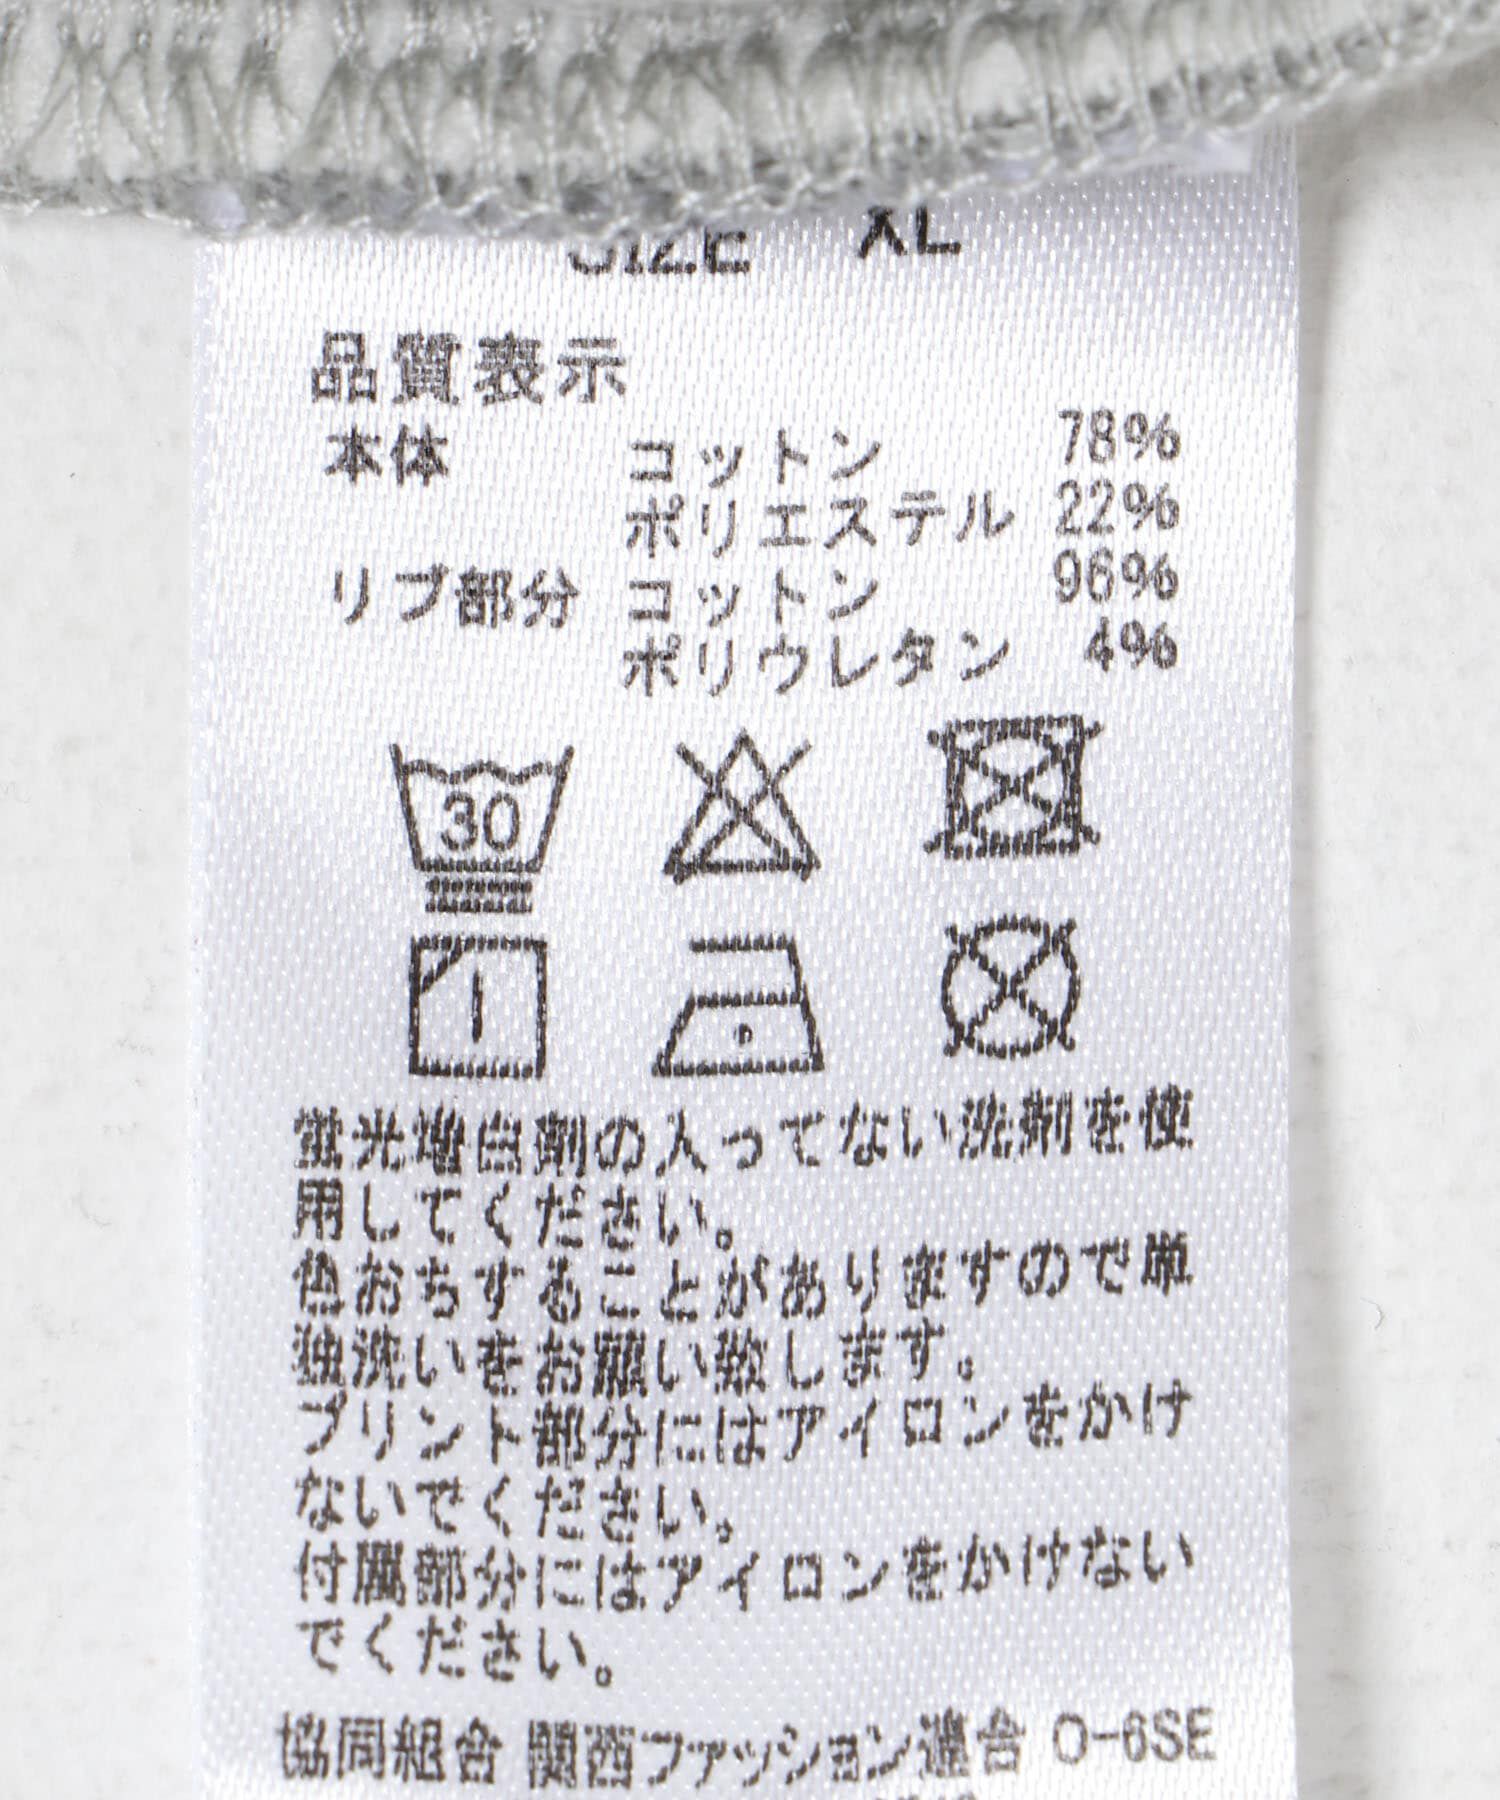 SIZE XL
品質表示
本体 コットン 78%
ポリエステル 22%
リブ部分 コットン 96%
ポリウレタン 4%
30
蛍光増白剤の入ってない洗剤を使
用してください。
色おちすることがありますので単
独洗いをお願い致します。
プリント部分にはアイロンをかけ
ないでください。
付属部分にはアイロンをかけない
でください。
協同組合 関西ファッション連合 O-6SE